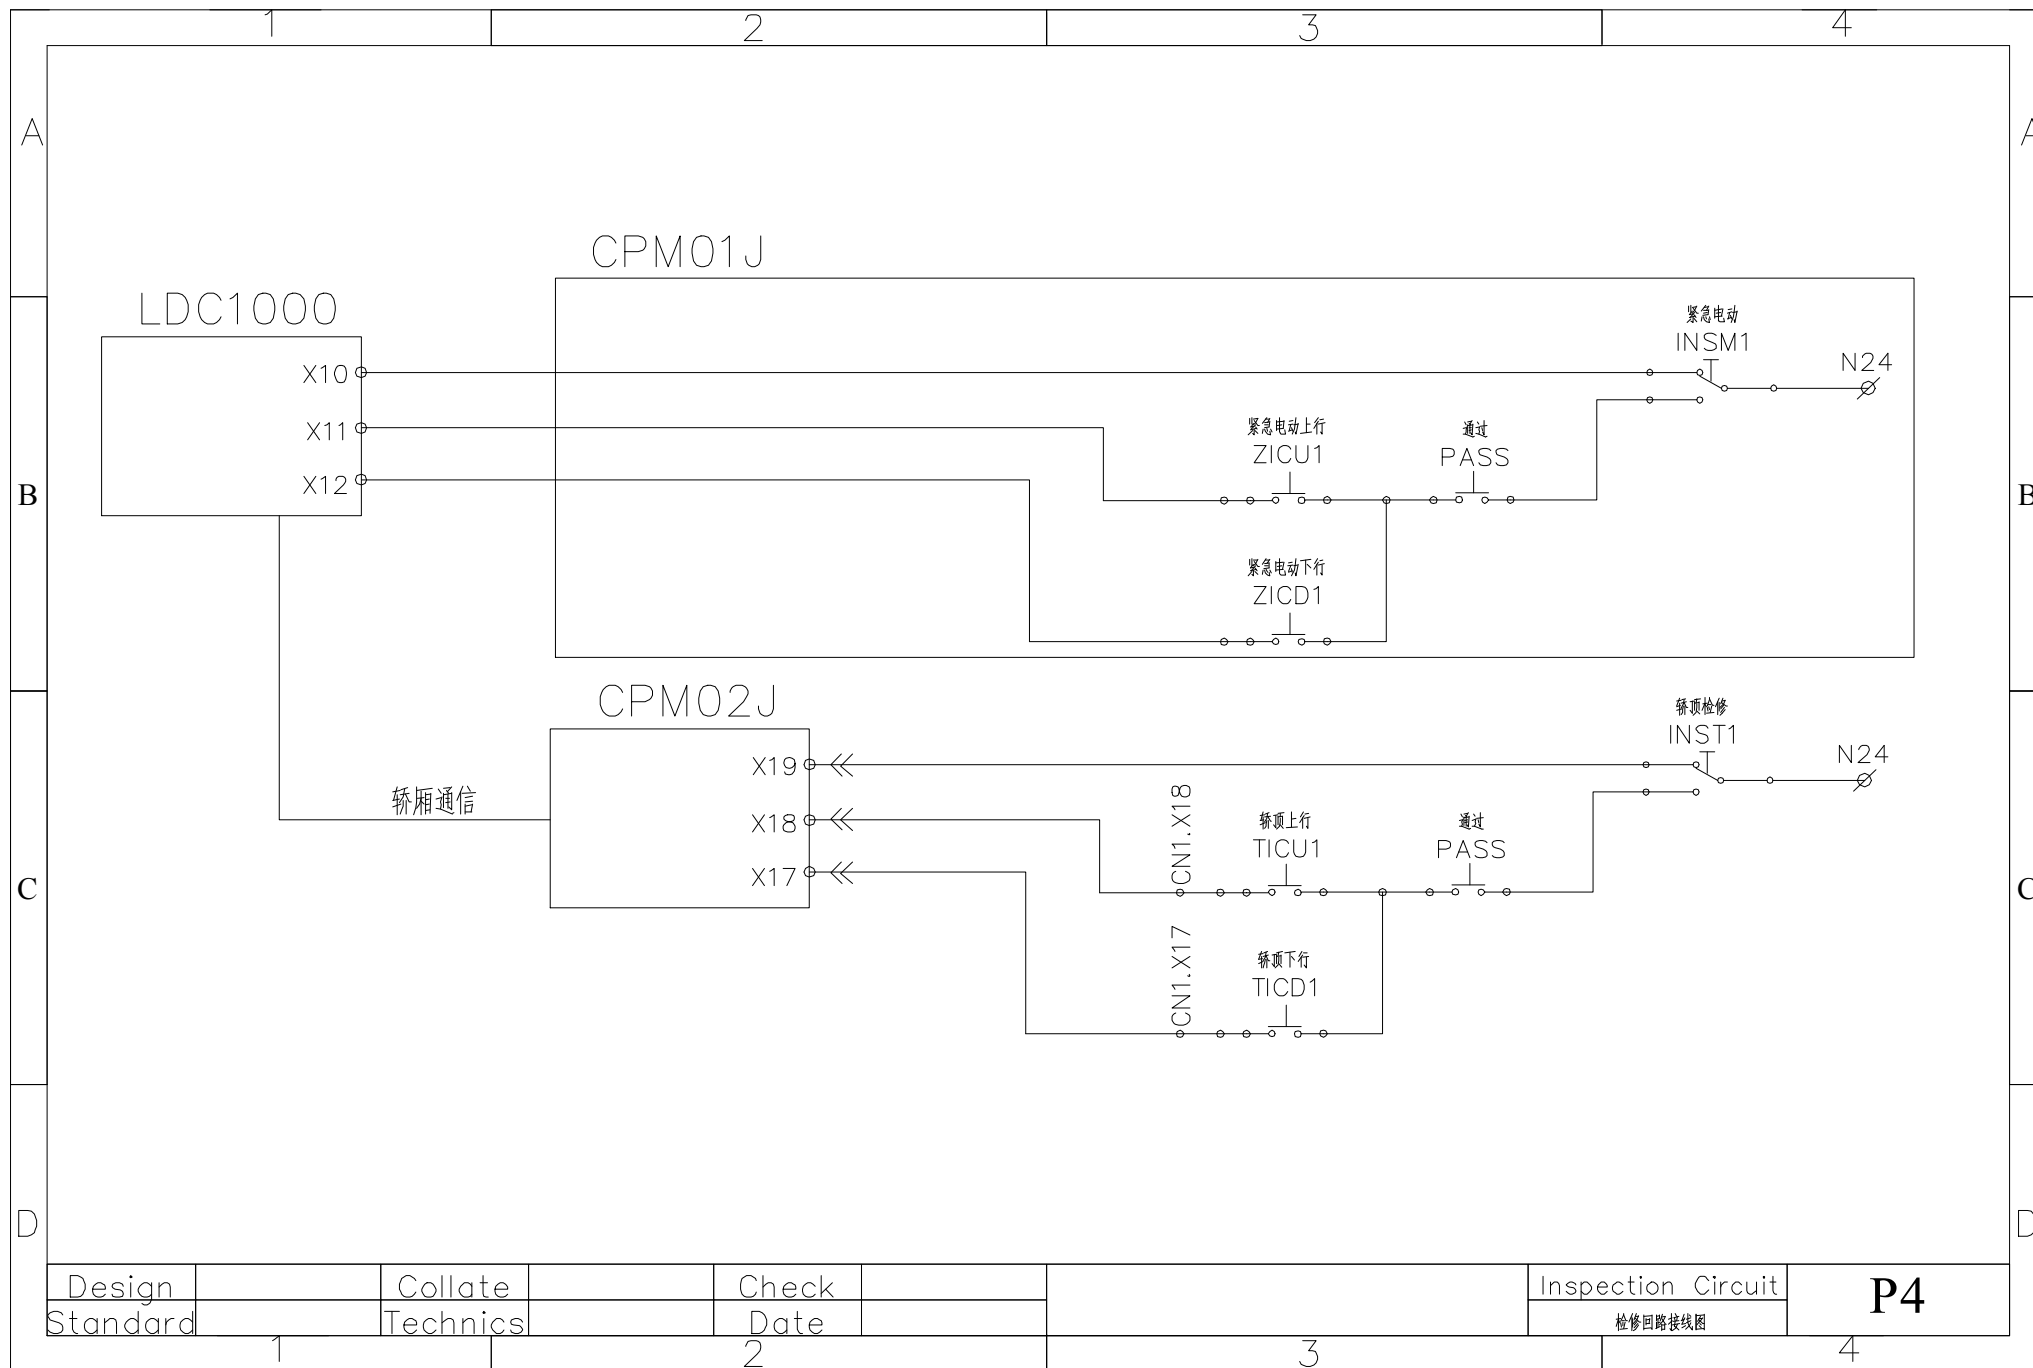 1 2 3 4
A A
CPM01J
LDC1000
紧急电动
INSM1
N24
X10
X11
X12
紧急电动上行
ZICU1
通过
PASS
B B
紧急电动下行
ZICD1
CPM02J
轿顶检修
INST1
N24
X19
X18
X17
轿厢通信
CN1.X18
轿顶上行
TICU1
通过
PASS
C C
CN1.X17
轿顶下行
TICD1
D D
Design Collate Check Inspection Circuit P4
Standard Technics Date 检修回路接线图
1 2 3 4